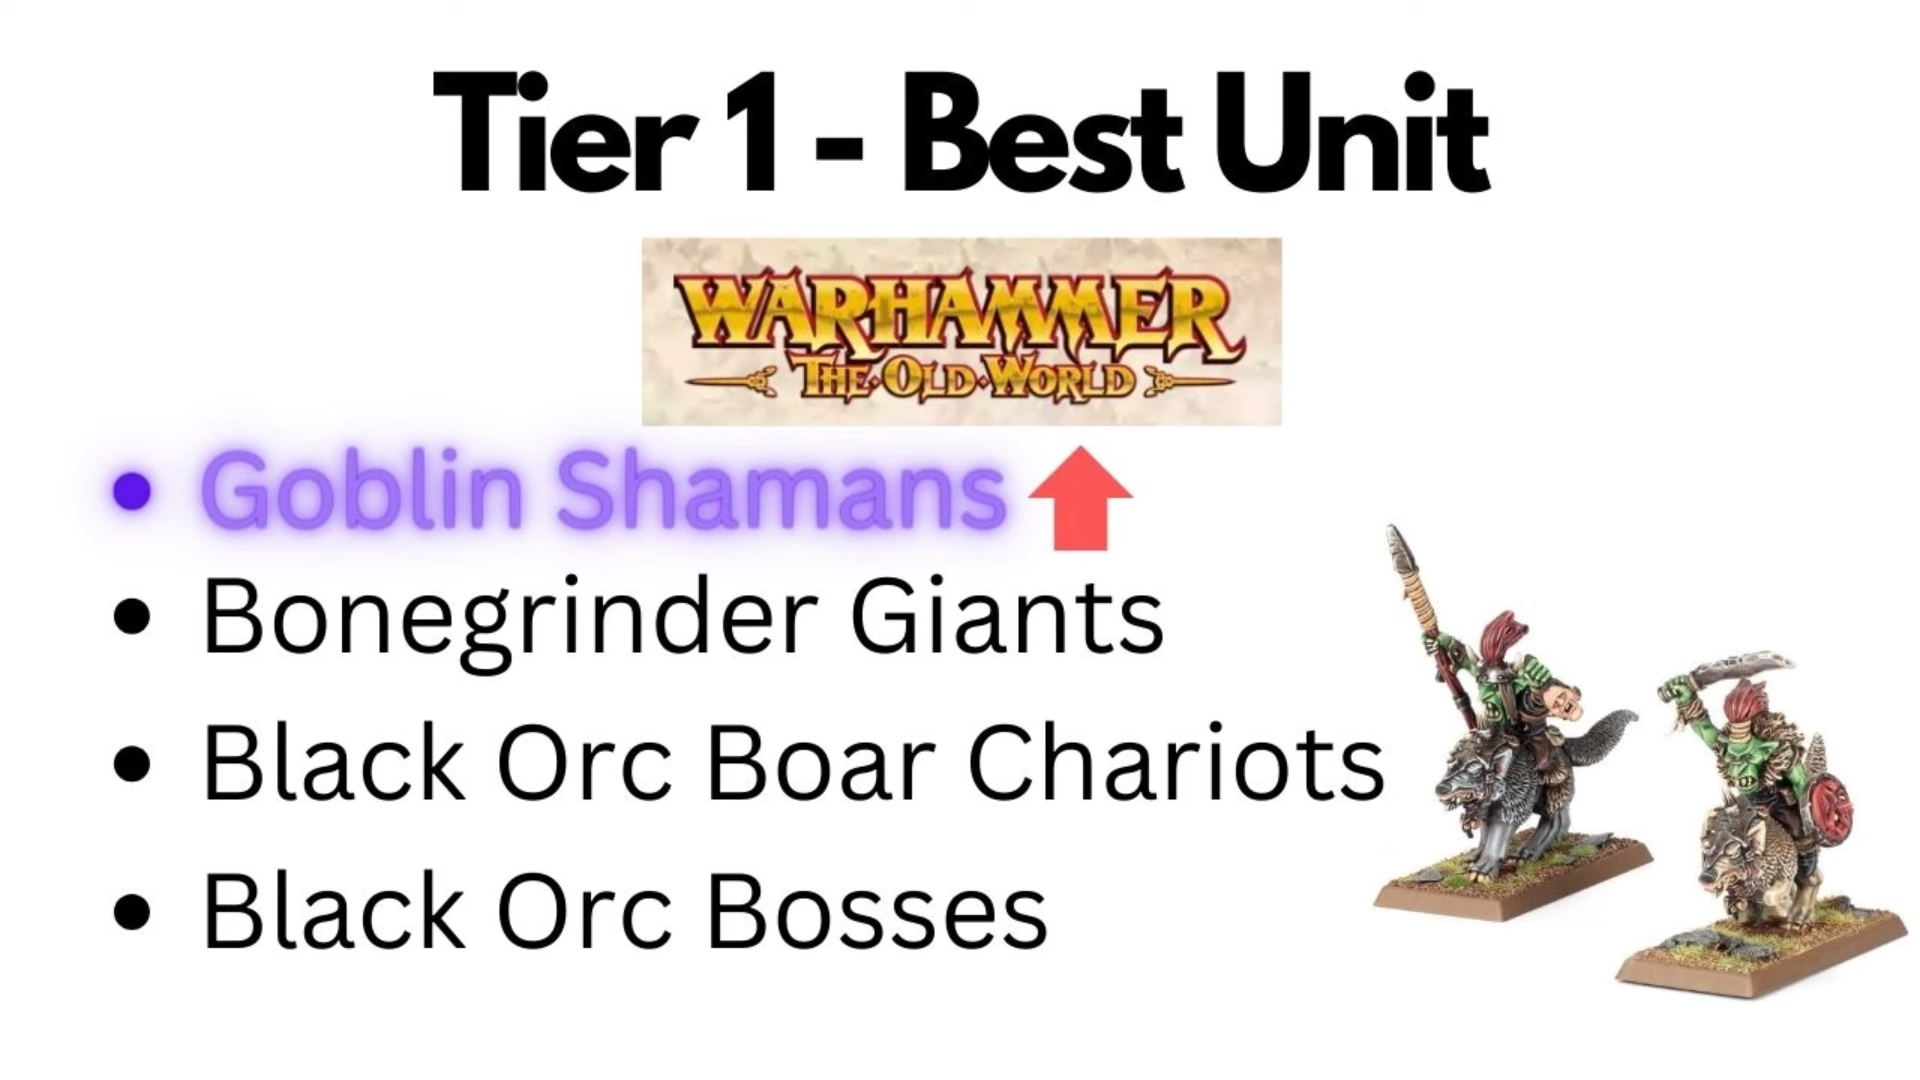 Tier 1 - Best Unit
WARHAMMER
THE•OLD•WORLD
• Goblin Shamans
• Bonegrinder Giants
• Black Orc Boar Chariots
• Black Orc Bosses